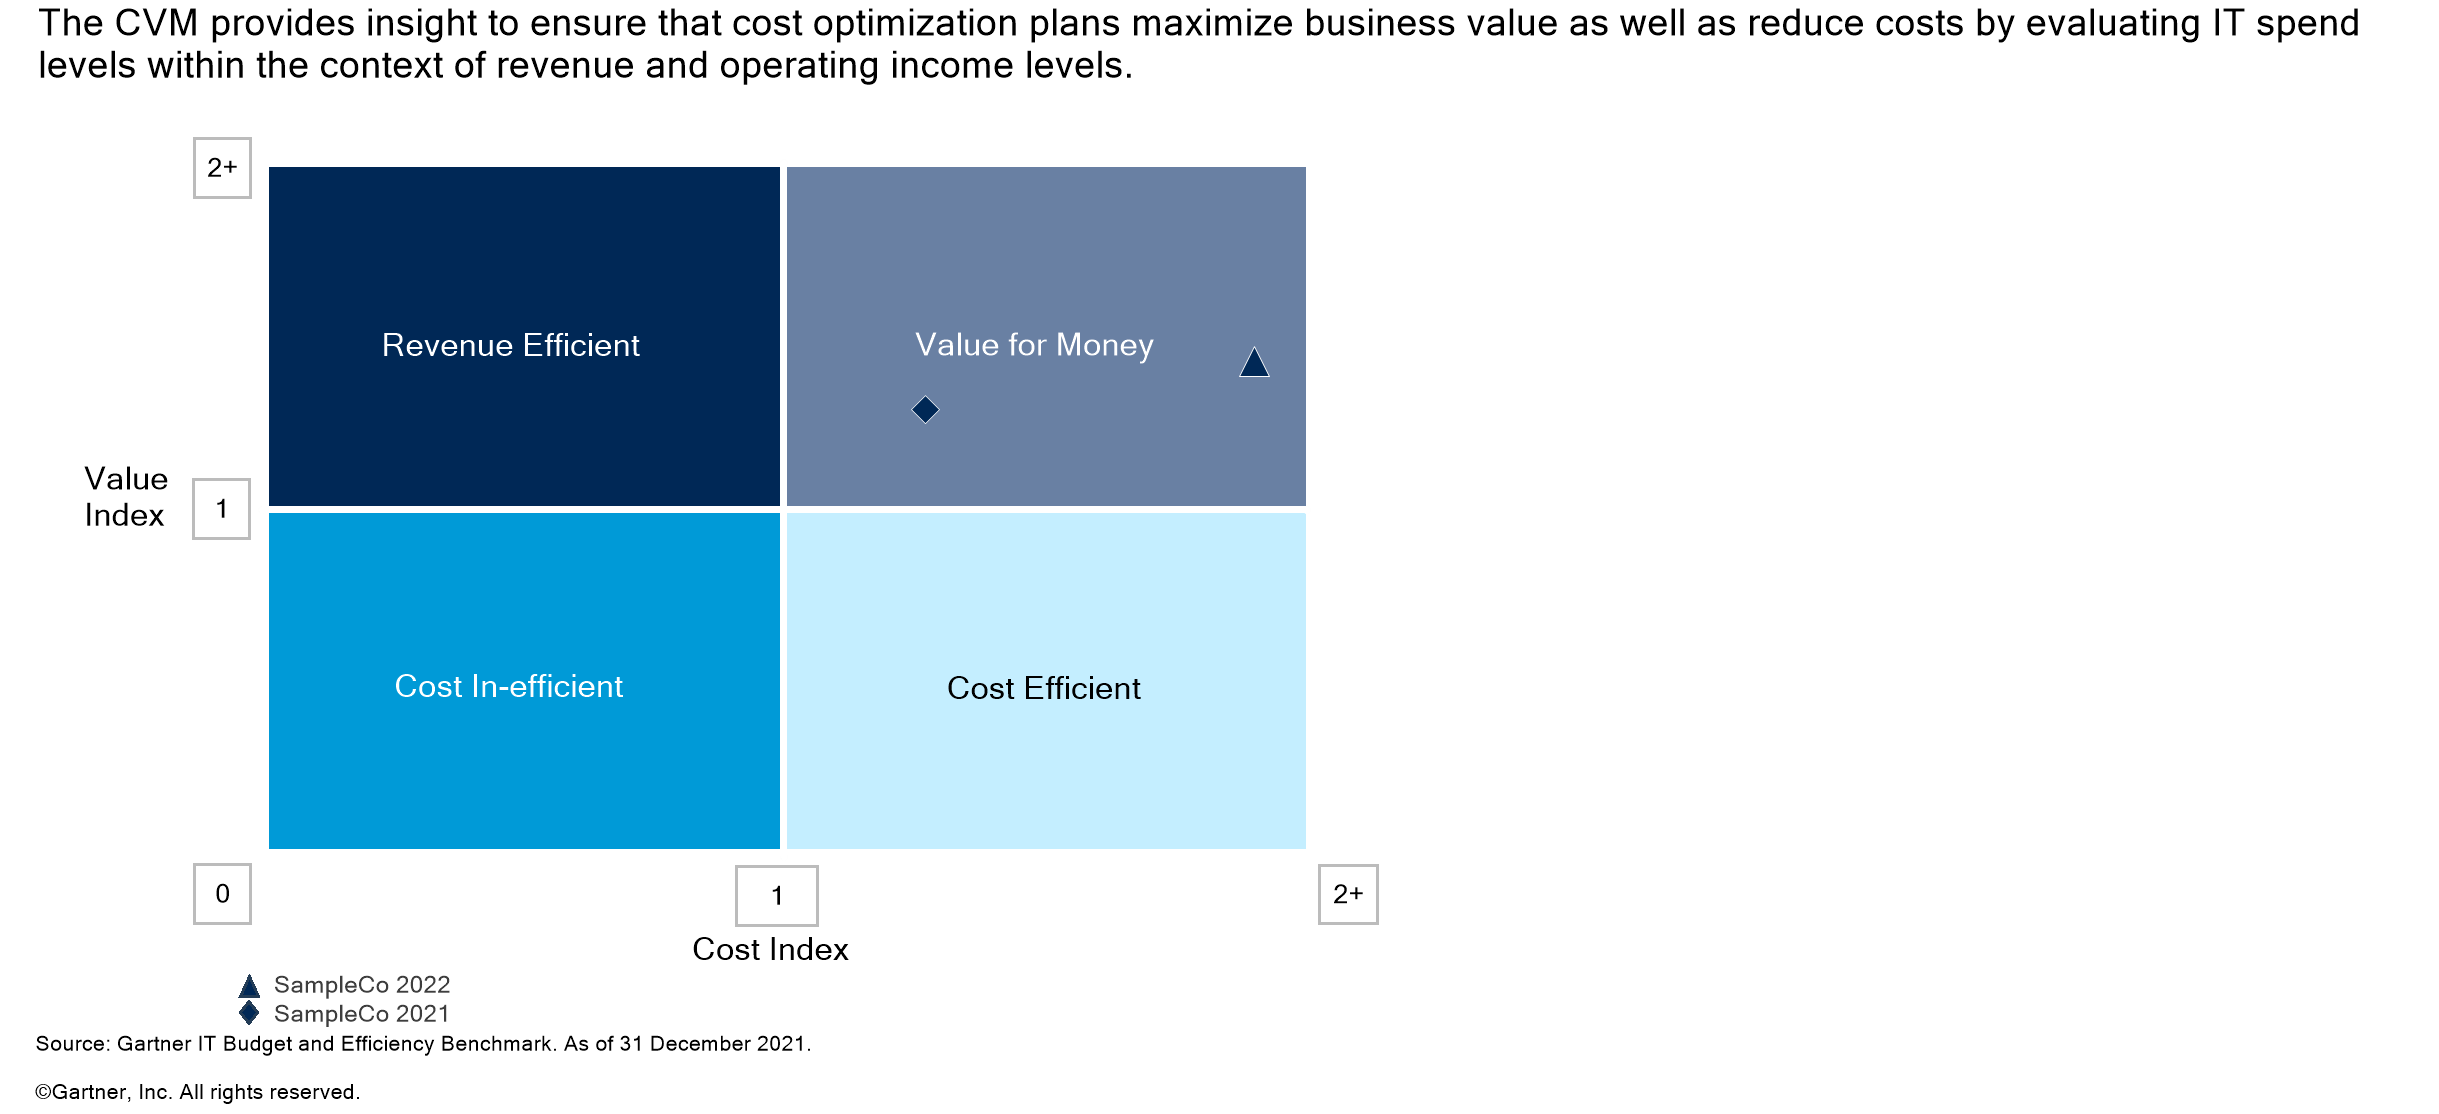 The CVM provides insight to ensure that cost optimization plans maximize business value as well as reduce costs by evaluating IT spend
levels within the context of revenue and operating income levels.
2+
Revenue Efficient
Value for Money
Value
Index
1
Cost In-efficient
Cost Efficient
0
1
2+
Cost Index
SampleCo 2022
SampleCo 2021
Source: Gartner IT Budget and Efficiency Benchmark. As of 31 December 2021.
©Gartner, Inc. All rights reserved.